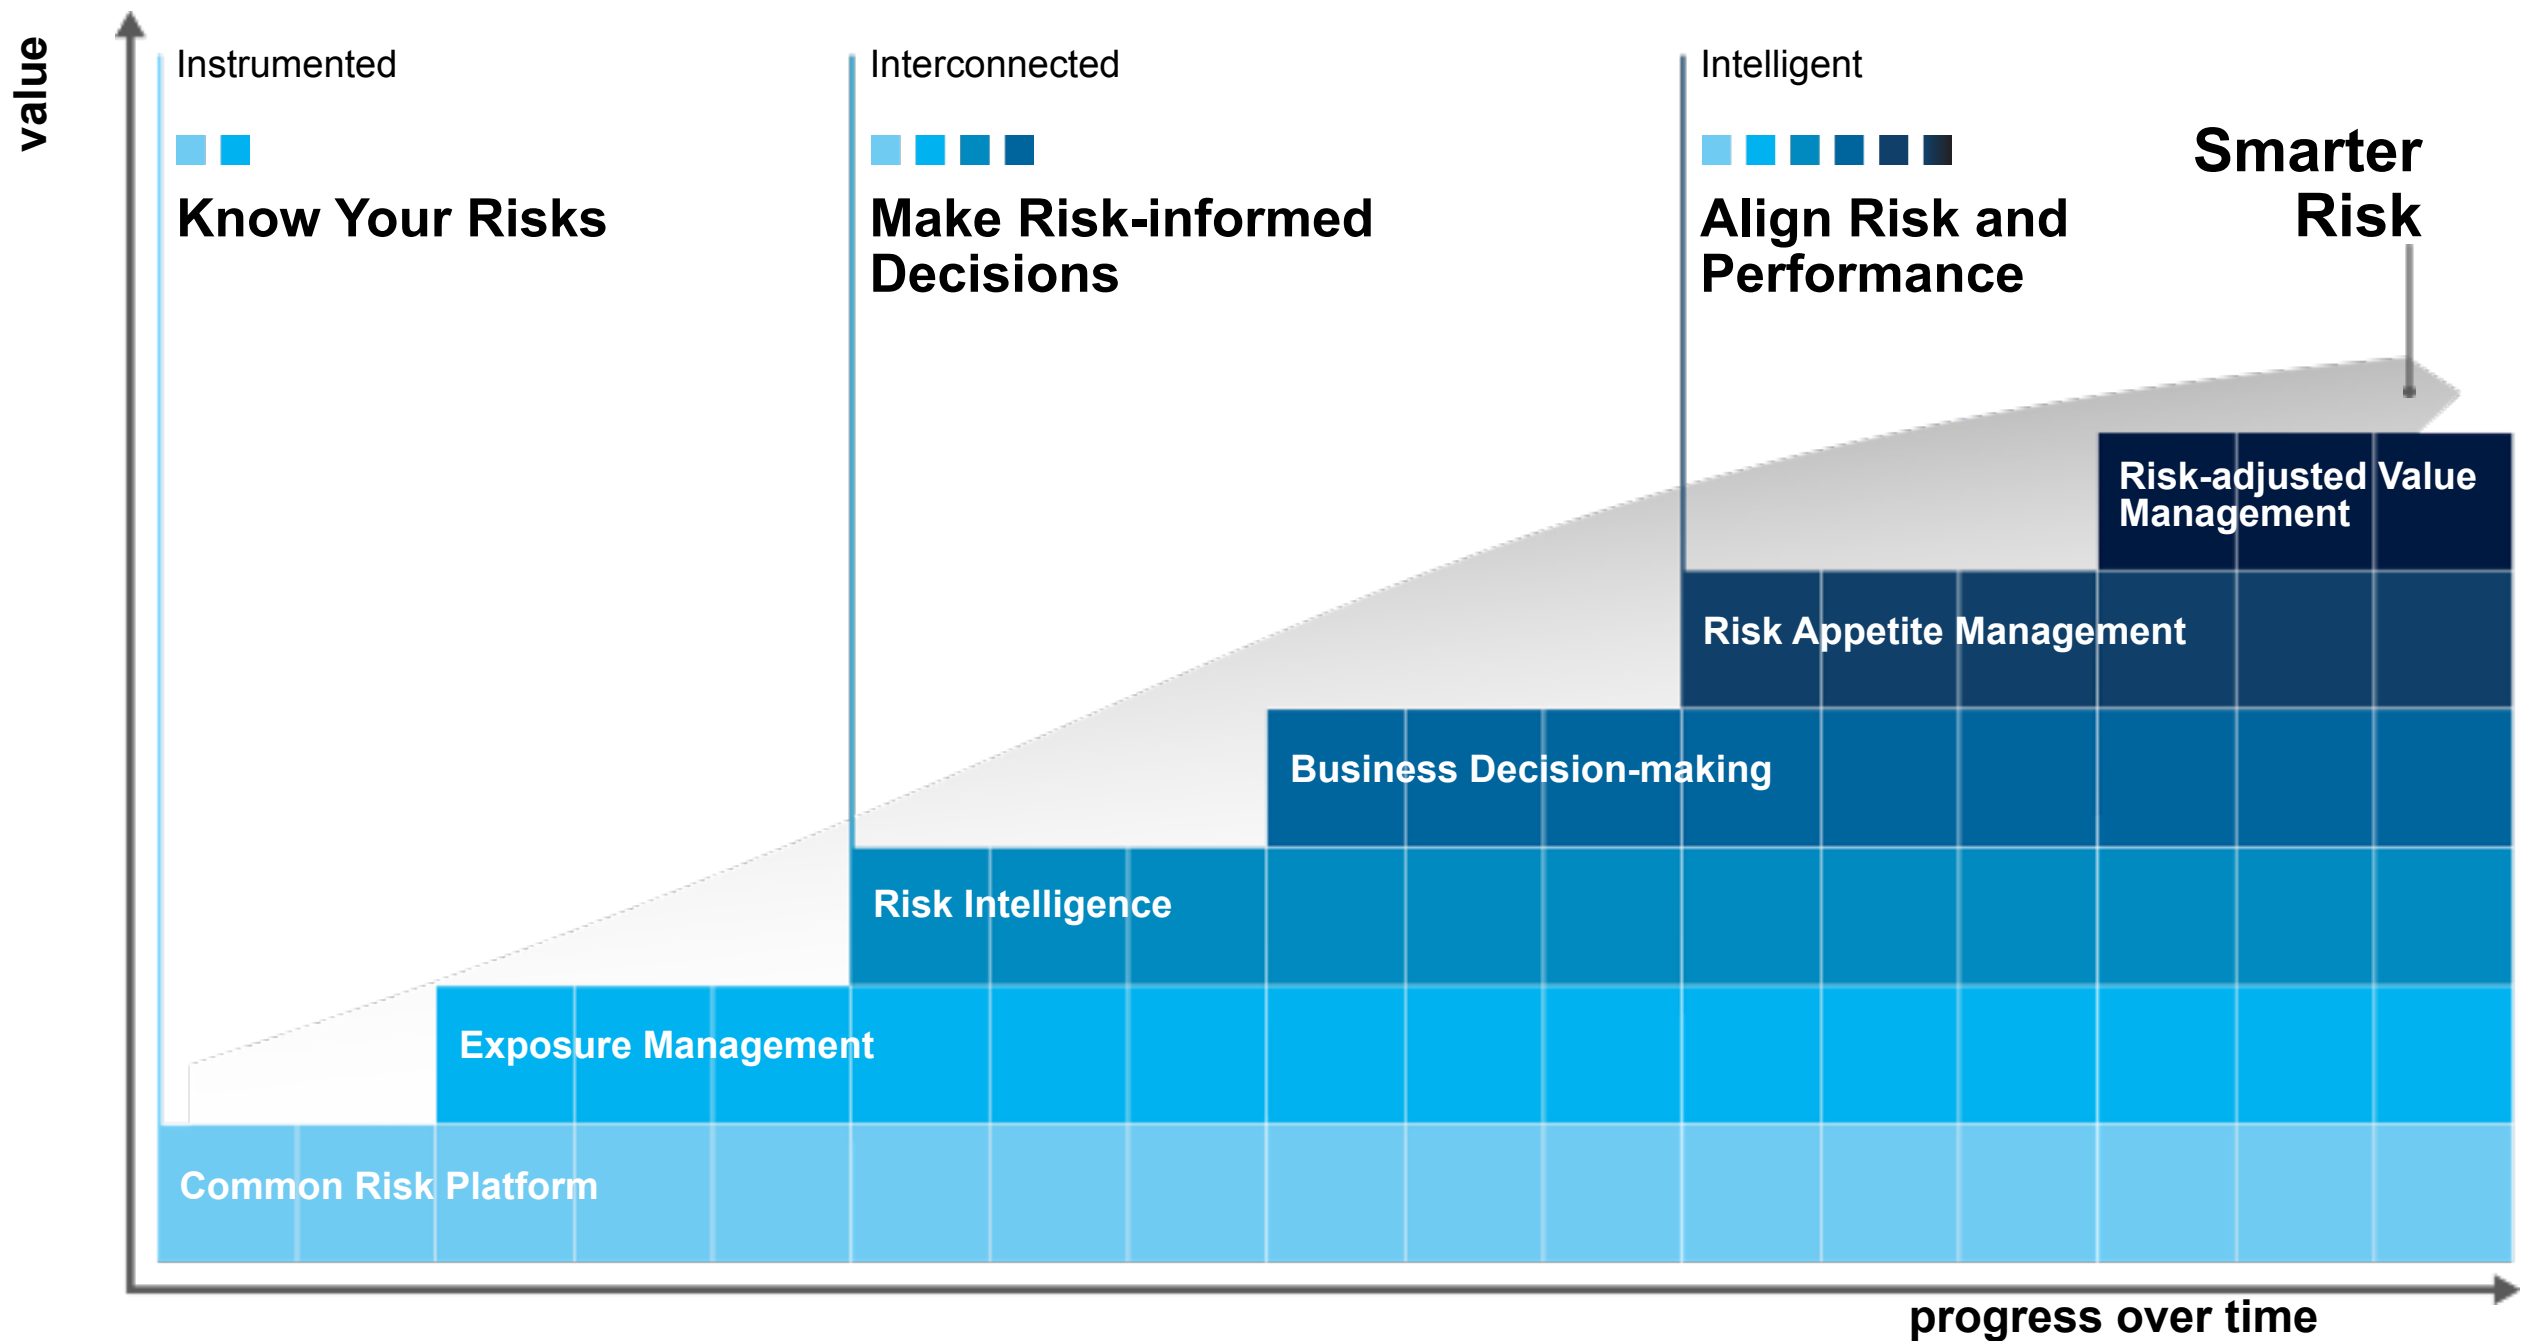 value
Instrumented
Know Your Risks
Interconnected
Make Risk-informed
Decisions
Intelligent
Align Risk and
Performance
Smarter
Risk
Risk-adjusted Value
Management
Risk Appetite Management
Business Decision-making
Risk Intelligence
Exposure Management
Common Risk Platform
progress over time